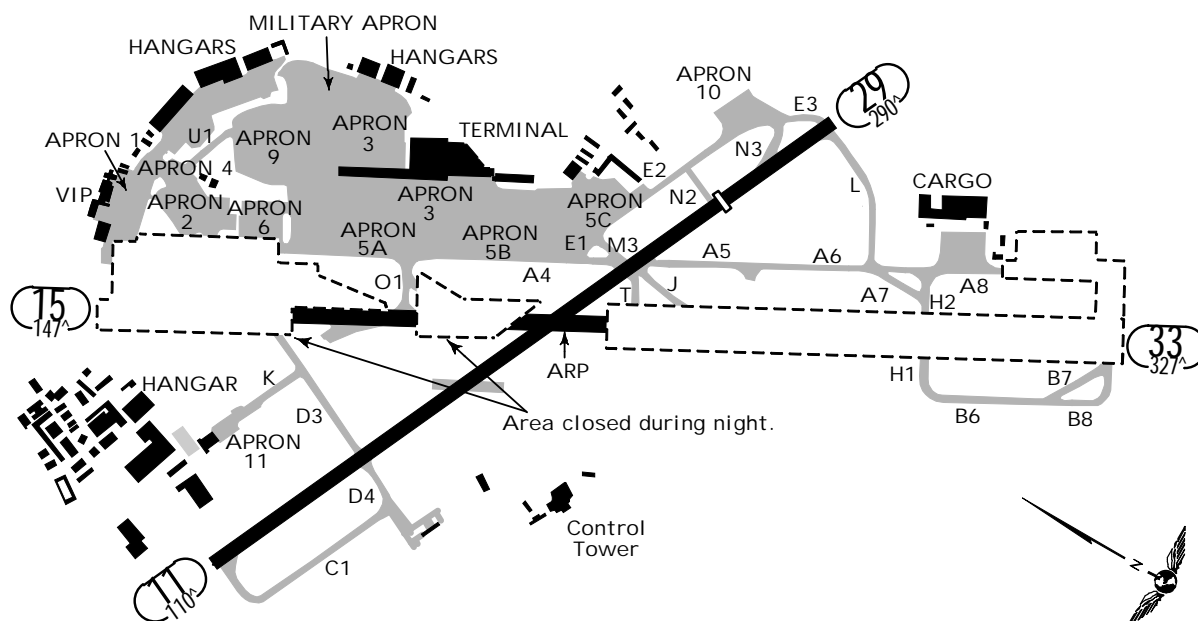 MILITARY APRON
HANGARS
HANGARS
APRON
10
E3
29
290^
APRON 1
U1
APRON
9
APRON
3
TERMINAL
N3
APRON 4
E2
VIP
APRON
2
APRON
6
APRON
3
APRON
5C
N2
L
CARGO
APRON
5A
APRON
5B
E1
M3
A5
A6
O1
A4
T
J
A7
H2
A8
15
147^
33
327^
ARP
H1
B7
B6
B8
HANGAR
K
D3
Area closed during night.
APRON
11
D4
Control
Tower
C1
11
110^
N